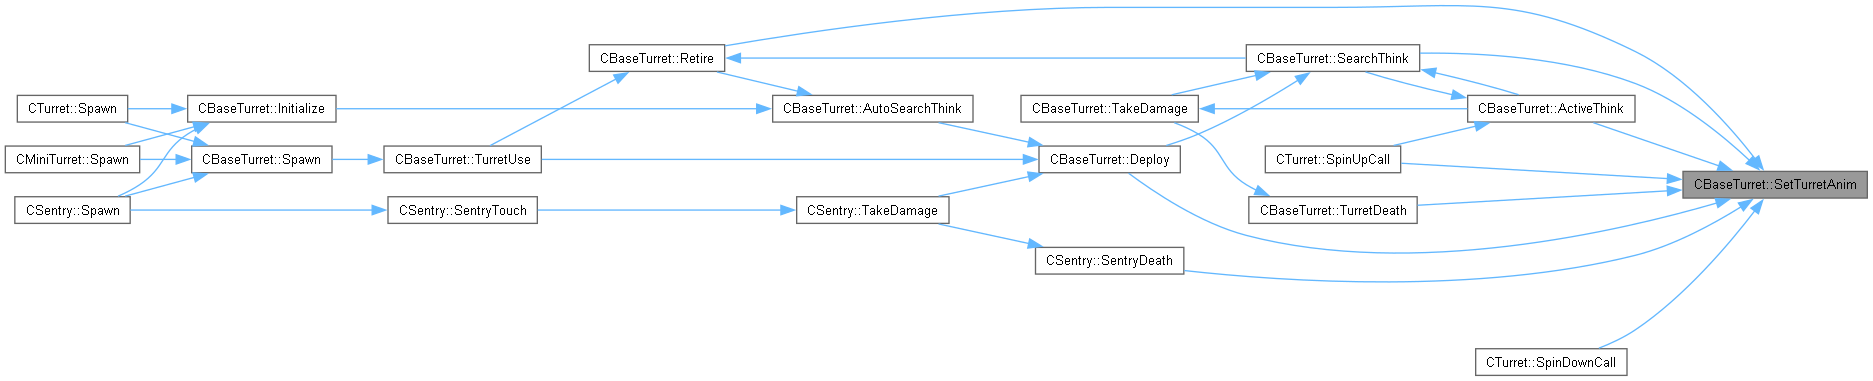 CBaseTurret::Retire
CBaseTurret::SearchThink
CTurret::Spawn
CBaseTurret::Initialize
CBaseTurret::AutoSearchThink
CBaseTurret::TakeDamage
CBaseTurret::ActiveThink
CMiniTurret::Spawn
CBaseTurret::Spawn
CBaseTurret::TurretUse
CBaseTurret::Deploy
CTurret::SpinUpCall
CBaseTurret::SetTurretAnim
CSentry::Spawn
CSentry::SentryTouch
CSentry::TakeDamage
CBaseTurret::TurretDeath
CSentry::SentryDeath
CTurret::SpinDownCall